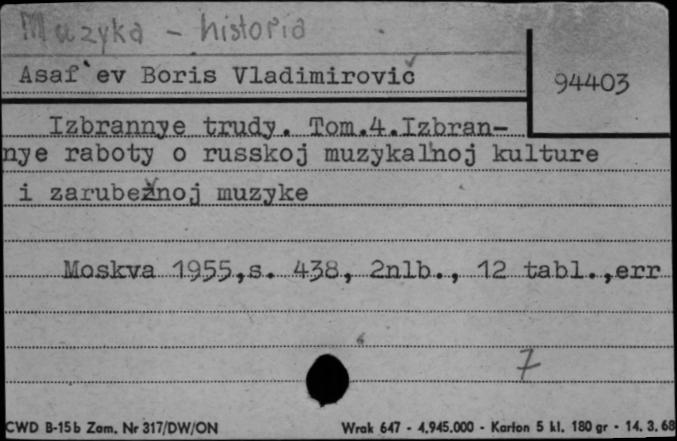 Muzyka - historia
Asaf'ev Boris Vladimirovič
94403
Izbrannye trudy. Tom.4.Izbran-
nye raboty o russkoj muzykal'noj kulture
i zarubežnoj muzyke
Moskva 1955,s. 438, 2nlb., 12 tabl.,err
7
CWD B-15b Zam. Nr 317/DW/ON
Wrak 647 - 4.945.000 - Karton 5 kl. 180 gr - 14. 3. 68